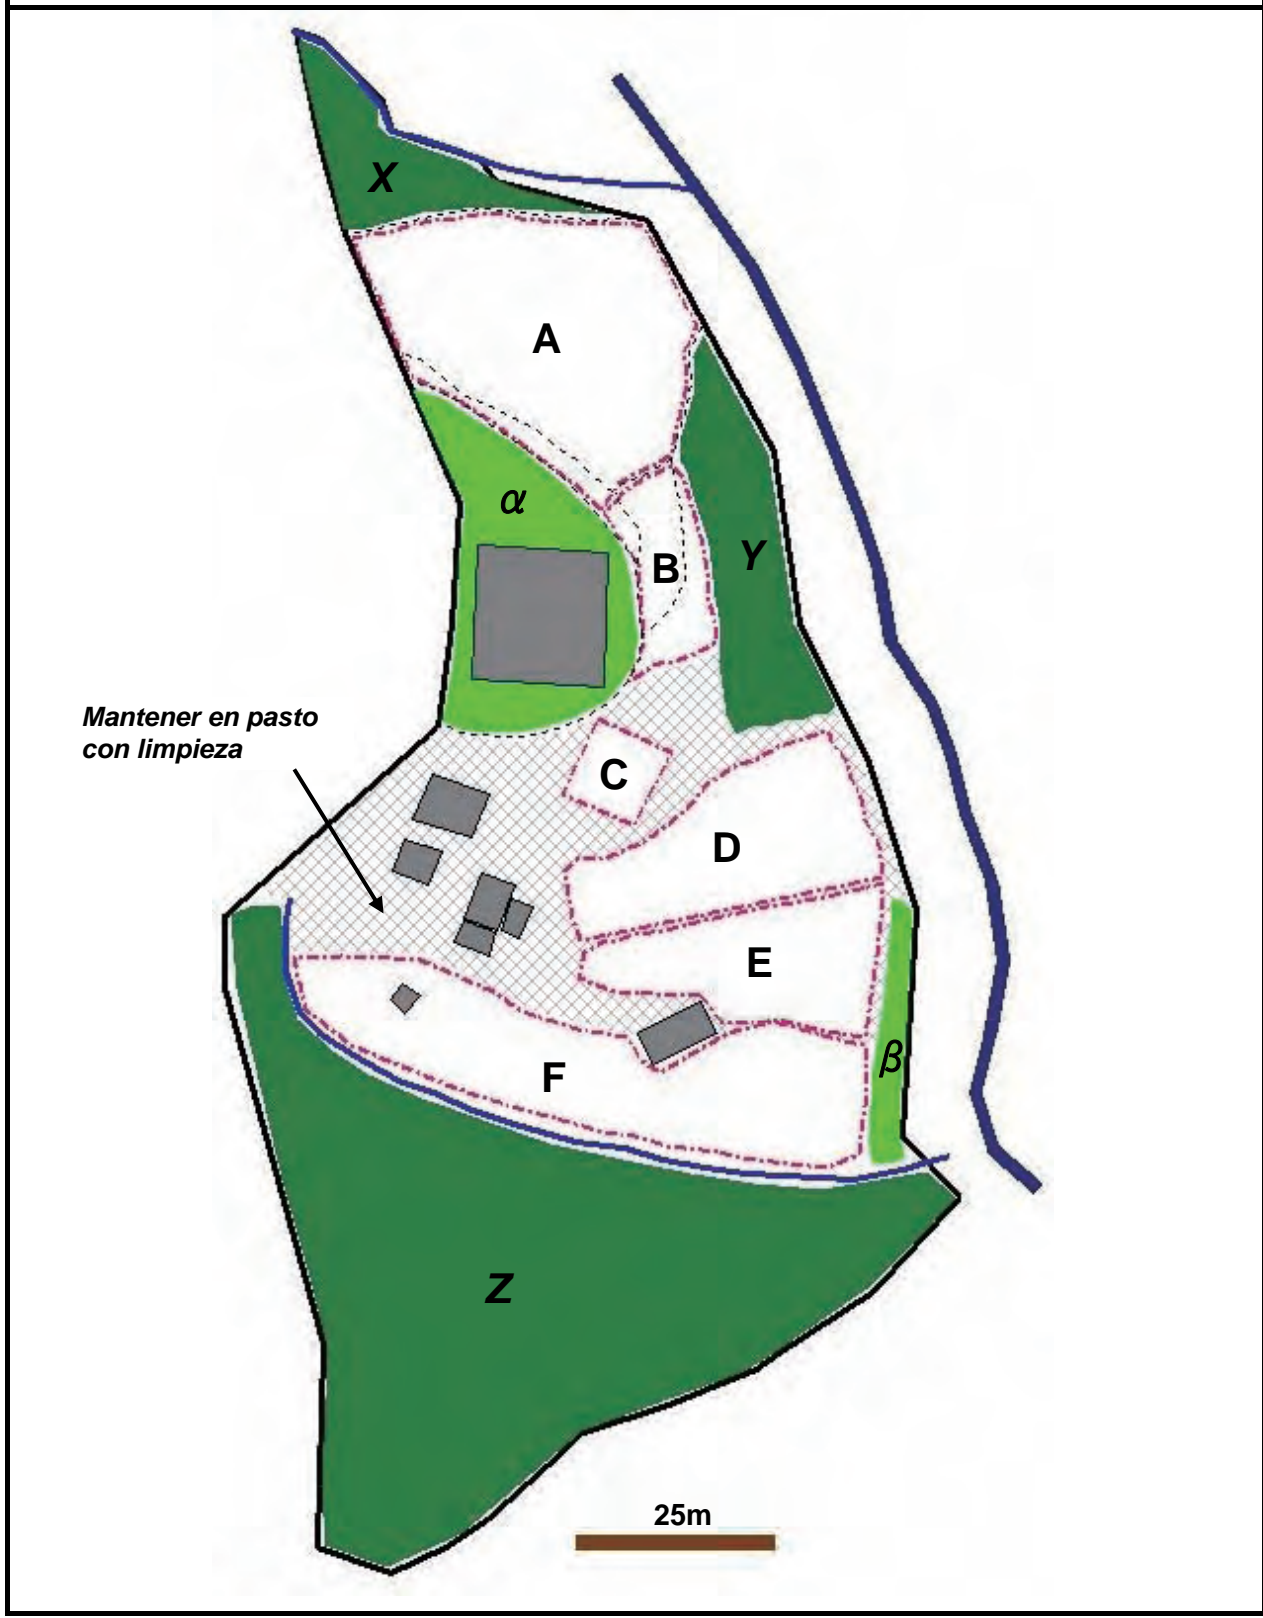 X
A
α
B
Y
Mantener en pasto
con limpieza
C
D
E
β
F
Z
25m